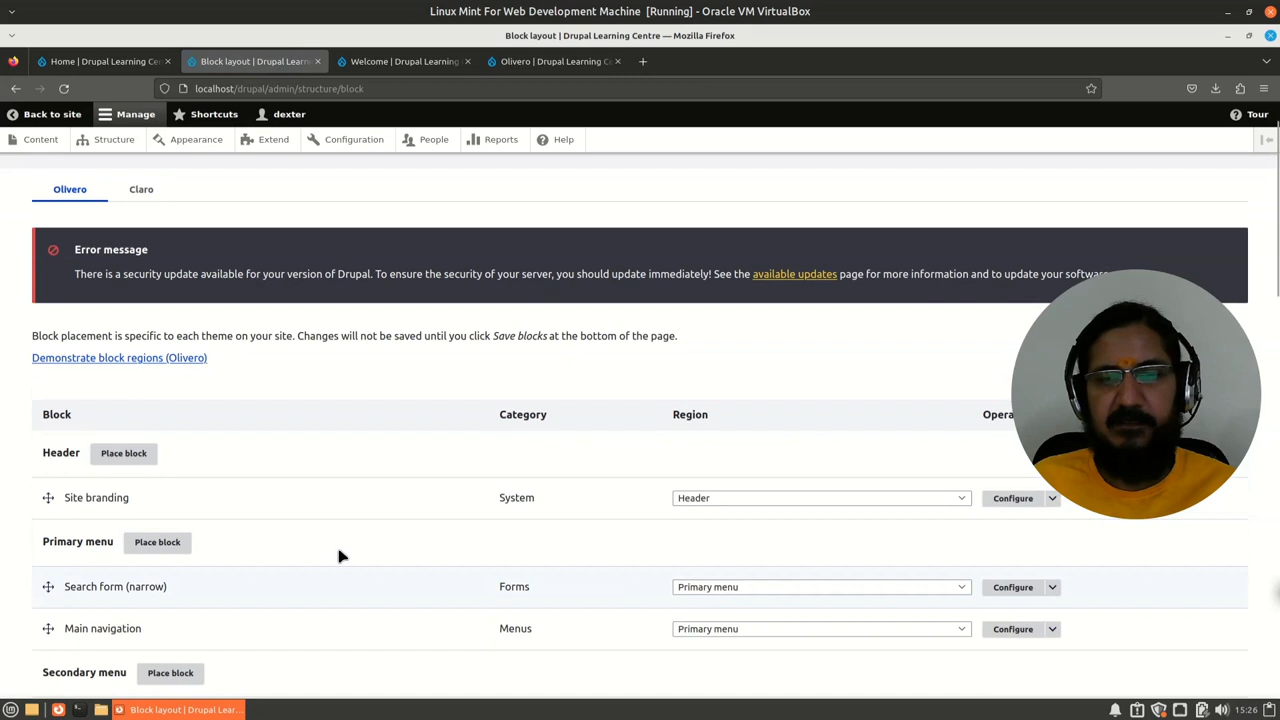 Linux Mint For Web Development Machine [Running] - Oracle VM VirtualBox
Block layout | Drupal Learning Centre — Mozilla Firefox
Home | Drupal Learning Ce
Block layout | Drupal Learn
Welcome | Drupal Learning
Olivero | Drupal Learning Ce
localhost/drupal/admin/structure/block
Back to site
Manage
Shortcuts
dexter
Tour
Content
Structure
Appearance
Extend
Configuration
People
Reports
Help
Olivero
Claro
Error message
There is a security update available for your version of Drupal. To ensure the security of your server, you should update immediately! See the available updates page for more information and to update your software.
Block placement is specific to each theme on your site. Changes will not be saved until you click Save blocks at the bottom of the page.
Demonstrate block regions (Olivero)
Block Category Region Opera
Header Place block
Site branding System Header Configure
Primary menu Place block
Search form (narrow) Forms Primary menu Configure
Main navigation Menus Primary menu Configure
Secondary menu Place block
Block layout | Drupal Lear...
15:26